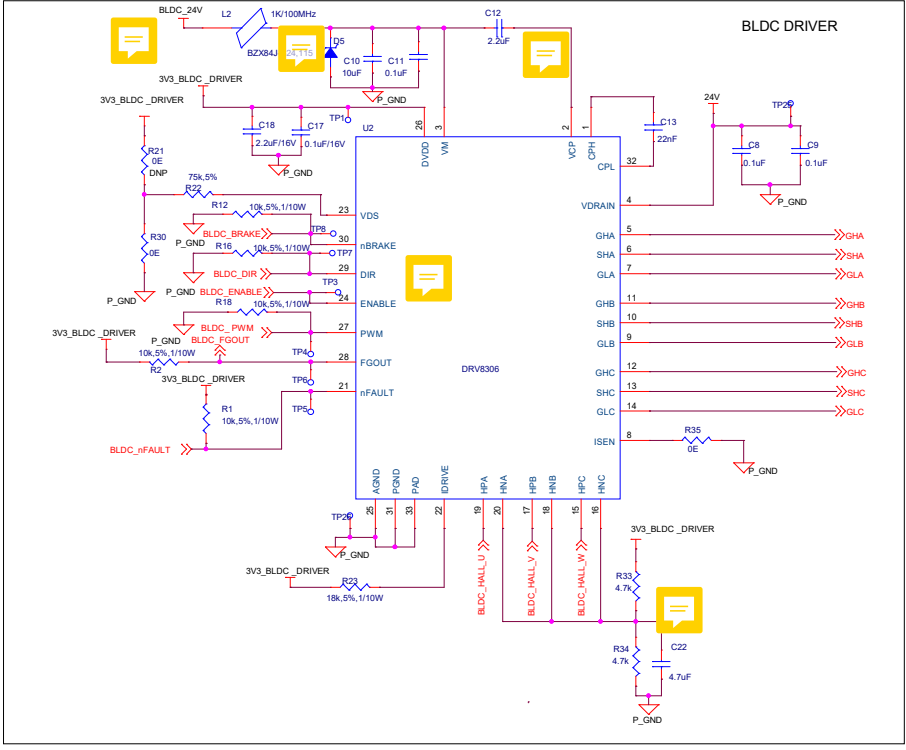 BLDC DRIVER
BLDC_24V
L2
1K/100MHz
D5
BZX84J
24,115
C10
10uF
C11
0.1uF
P_GND
C12
2.2uF
3V3_BLDC _DRIVER
3V3_BLDC _DRIVER
C18
2.2uF/16V
C17
0.1uF/16V
TP1
P_GND
U2
26
DVDD
3
VM
2
VCP
1
CPH
C13
22nF
32
CPL
24V
C8
0.1uF
C9
0.1uF
P_GND
4
VDRAIN
R21
0E
DNP
75k,5%
R22
R30
0E
P_GND
R12
10k,5%,1/10W
P_GND
BLDC_BRAKE
TP8
R16
10k,5%,1/10W
TP7
P_GND
BLDC_DIR
BLDC_ENABLE
TP3
R18
10k,5%,1/10W
P_GND
BLDC_PWM
BLDC_FGOUT
3V3_BLDC _DRIVER
10k,5%,1/10W
R2
TP4
TP6
TP5
3V3_BLDC _DRIVER
R1
10k,5%,1/10W
BLDC_nFAULT
23
VDS
30
nBRAKE
29
DIR
24
ENABLE
27
PWM
28
FGOUT
21
nFAULT
DRV8306
GHA
5
GHA
SHA
6
SHA
GLA
7
GLA
GHB
11
GHB
SHB
10
SHB
GLB
9
GLB
GHC
12
GHC
SHC
13
SHC
GLC
14
GLC
ISEN
8
R35
0E
P_GND
AGND
25
PGND
31
PAD
33
IDRIVE
22
HPA
19
HNA
20
HPB
17
HNB
18
HPC
15
HNC
16
P_GND
3V3_BLDC_DRIVER
R23
18k,5%,1/10W
BLDC_HALL_U
BLDC_HALL_V
BLDC_HALL_W
3V3_BLDC _DRIVER
R33
4.7k
R34
4.7k
C22
4.7uF
P_GND